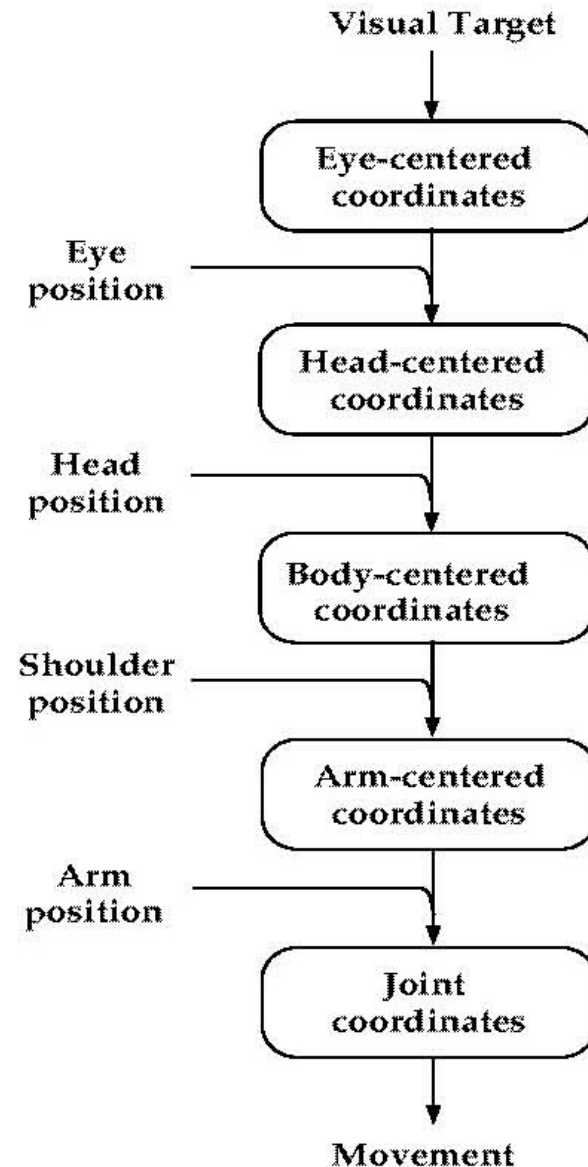 Visual Target
Eye-centered
coordinates
Eye
position
Head-centered
coordinates
Head
position
Body-centered
coordinates
Shoulder
position
Arm-centered
coordinates
Arm
position
Joint
coordinates
Movement